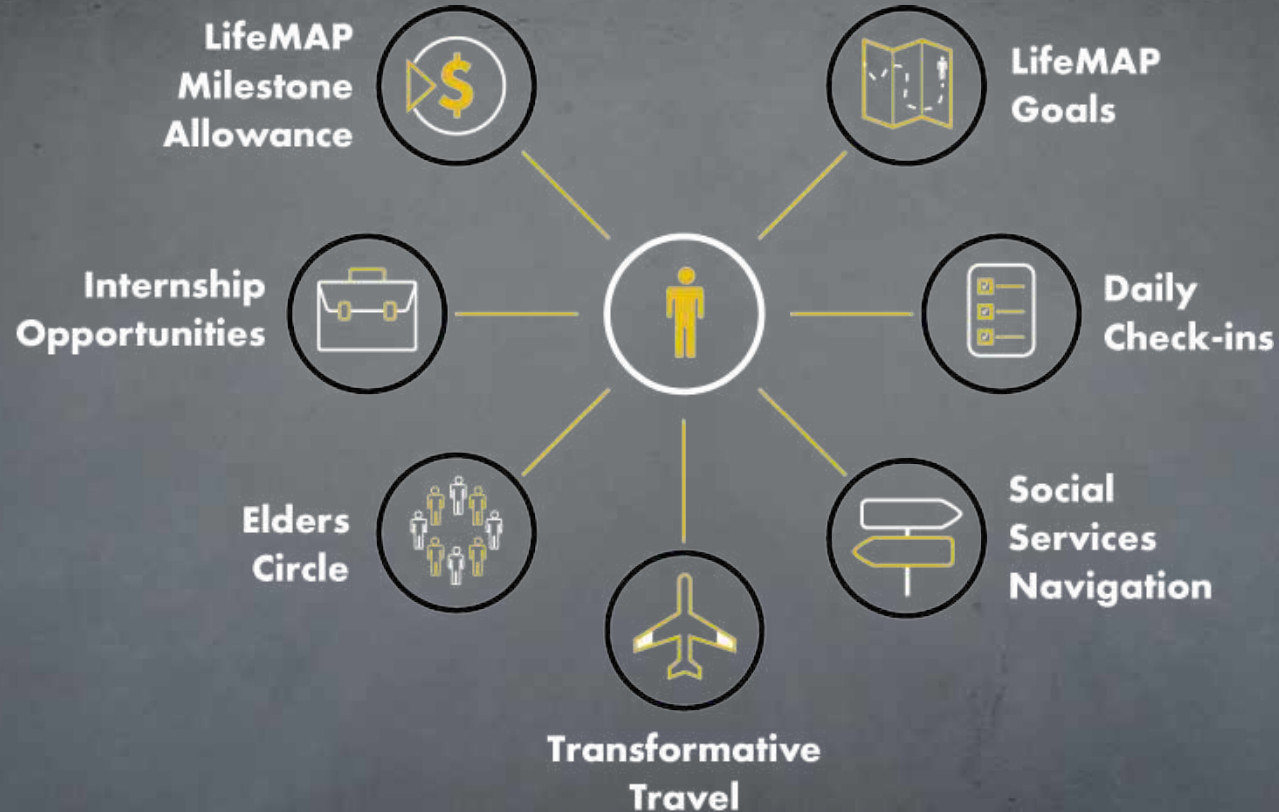 LifeMAP
Milestone
Allowance
$
LifeMAP
Goals
Internship
Opportunities
Daily
Check-ins
Elders
Circle
Social
Services
Navigation
Transformative
Travel